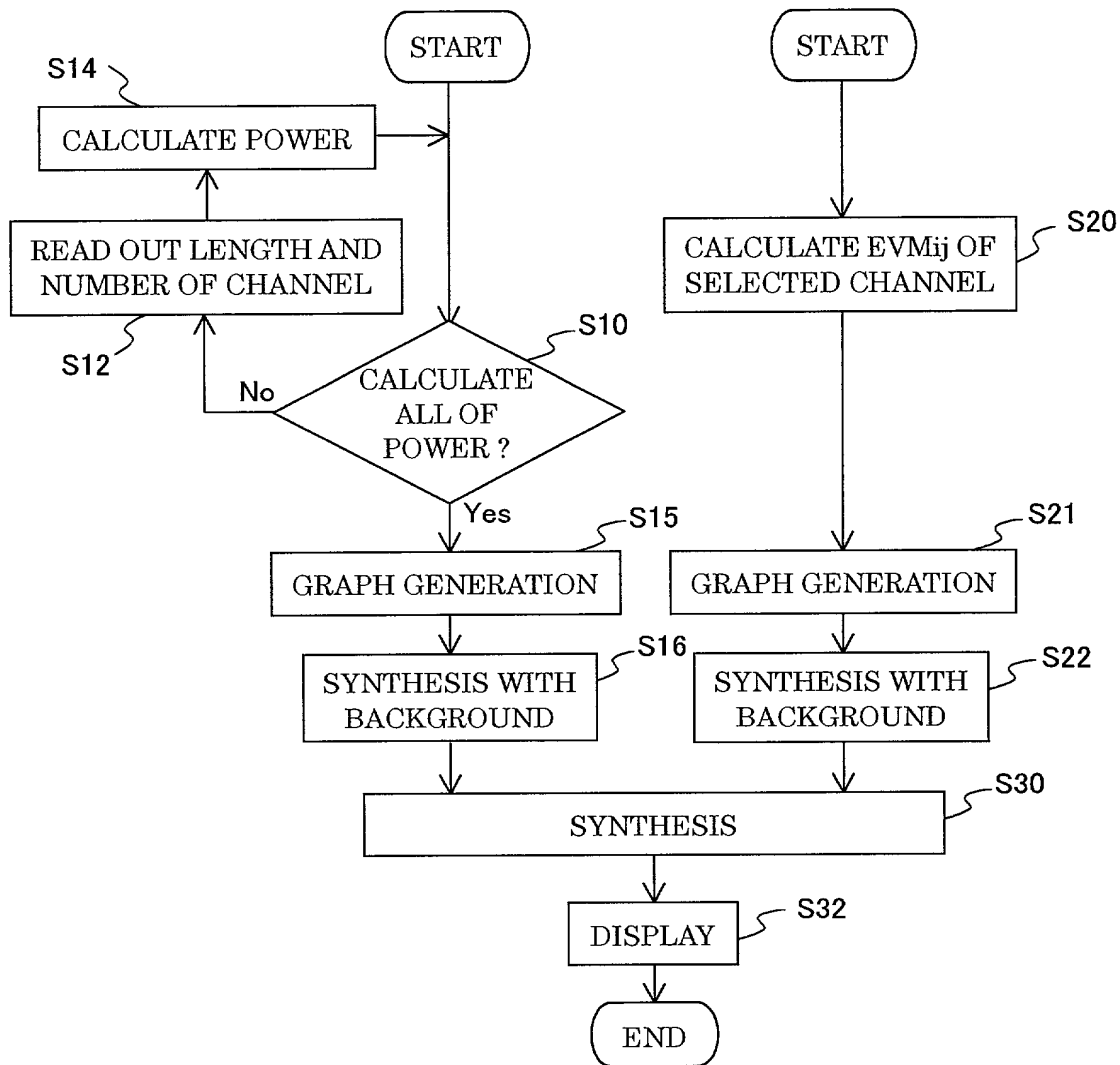 START
START
S14
CALCULATE POWER
READ OUT LENGTH AND
NUMBER OF CHANNEL
S12
S20
CALCULATE EVMij OF
SELECTED CHANNEL
S10
No
CALCULATE
ALL OF
POWER ?
Yes
S15
GRAPH GENERATION
S21
GRAPH GENERATION
S16
SYNTHESIS WITH
BACKGROUND
S22
SYNTHESIS WITH
BACKGROUND
S30
SYNTHESIS
S32
DISPLAY
END